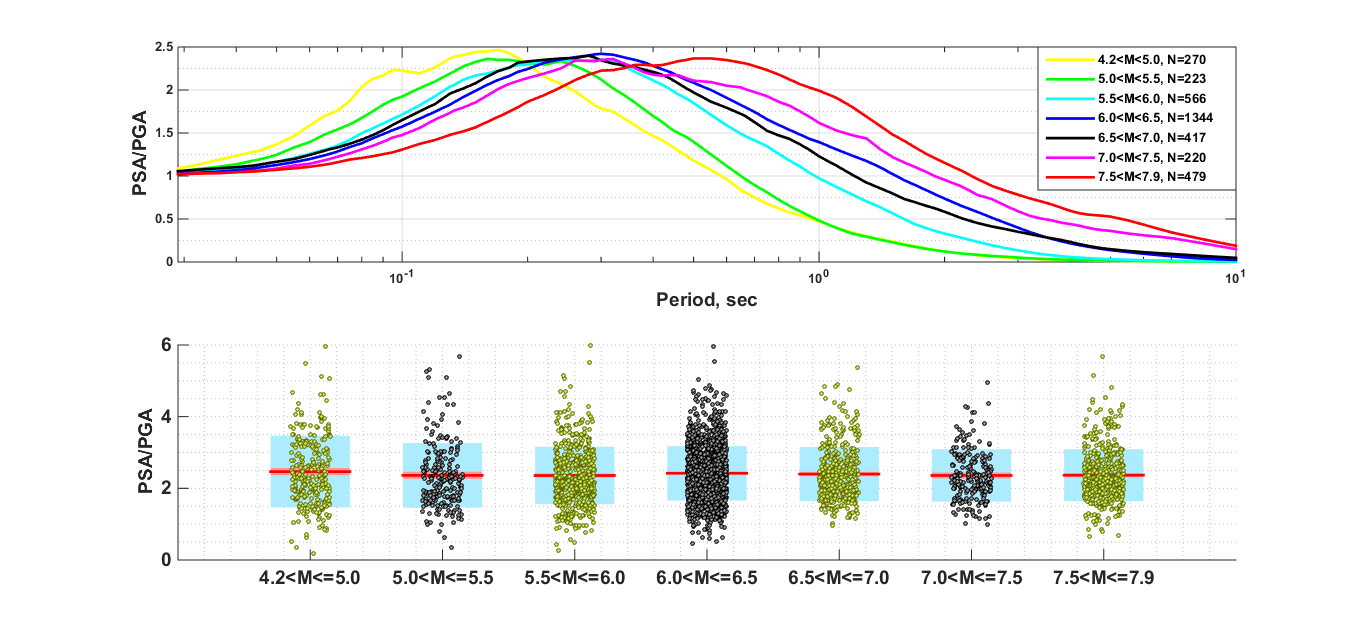 2.5
2
1.5
1
0.5
0
PSA/PGA
10-1
100
101
Period, sec
4.2<M<5.0, N=270
5.0<M<5.5, N=223
5.5<M<6.0, N=566
6.0<M<6.5, N=1344
6.5<M<7.0, N=417
7.0<M<7.5, N=220
7.5<M<7.9, N=479
6
4
2
0
PSA/PGA
4.2<M<=5.0
5.0<M<=5.5
5.5<M<=6.0
6.0<M<=6.5
6.5<M<=7.0
7.0<M<=7.5
7.5<M<=7.9